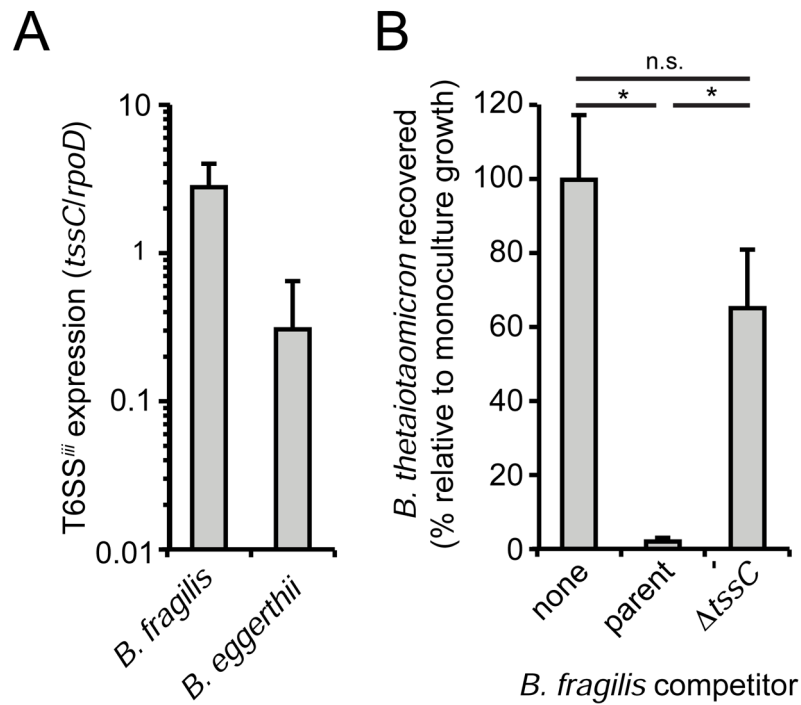 A
T6SSⁱⁱⁱ expression (tssC/rpoD)
10
1
0.1
0.01
B. fragilis
B. eggerthii
B
B. thetaiotaomicron recovered
(% relative to monoculture growth)
n.s.
* *
120
100
80
60
40
20
0
none
parent
ΔtssC
B. fragilis competitor